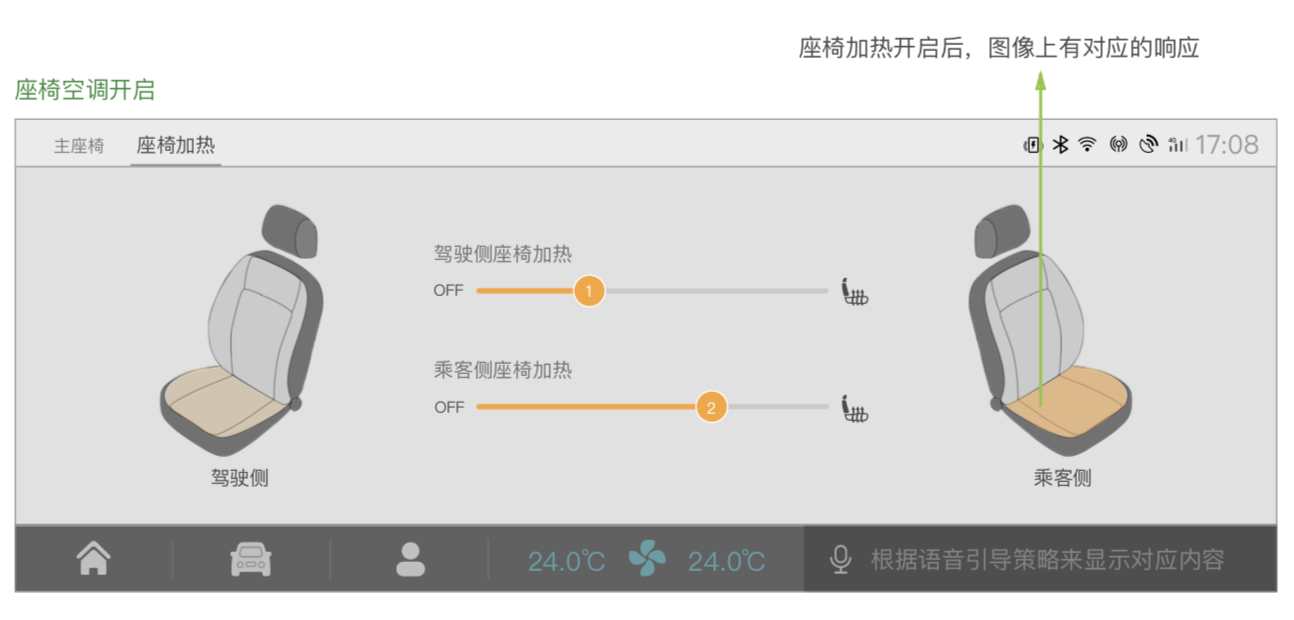 座椅加热开启后，图像上有对应的响应
座椅空调开启
主座椅 座椅加热
4G 17:08
驾驶侧座椅加热
OFF 1
乘客侧座椅加热
OFF 2
驾驶侧
乘客侧
24.0℃ 24.0℃ 根据语音引导策略来显示对应内容